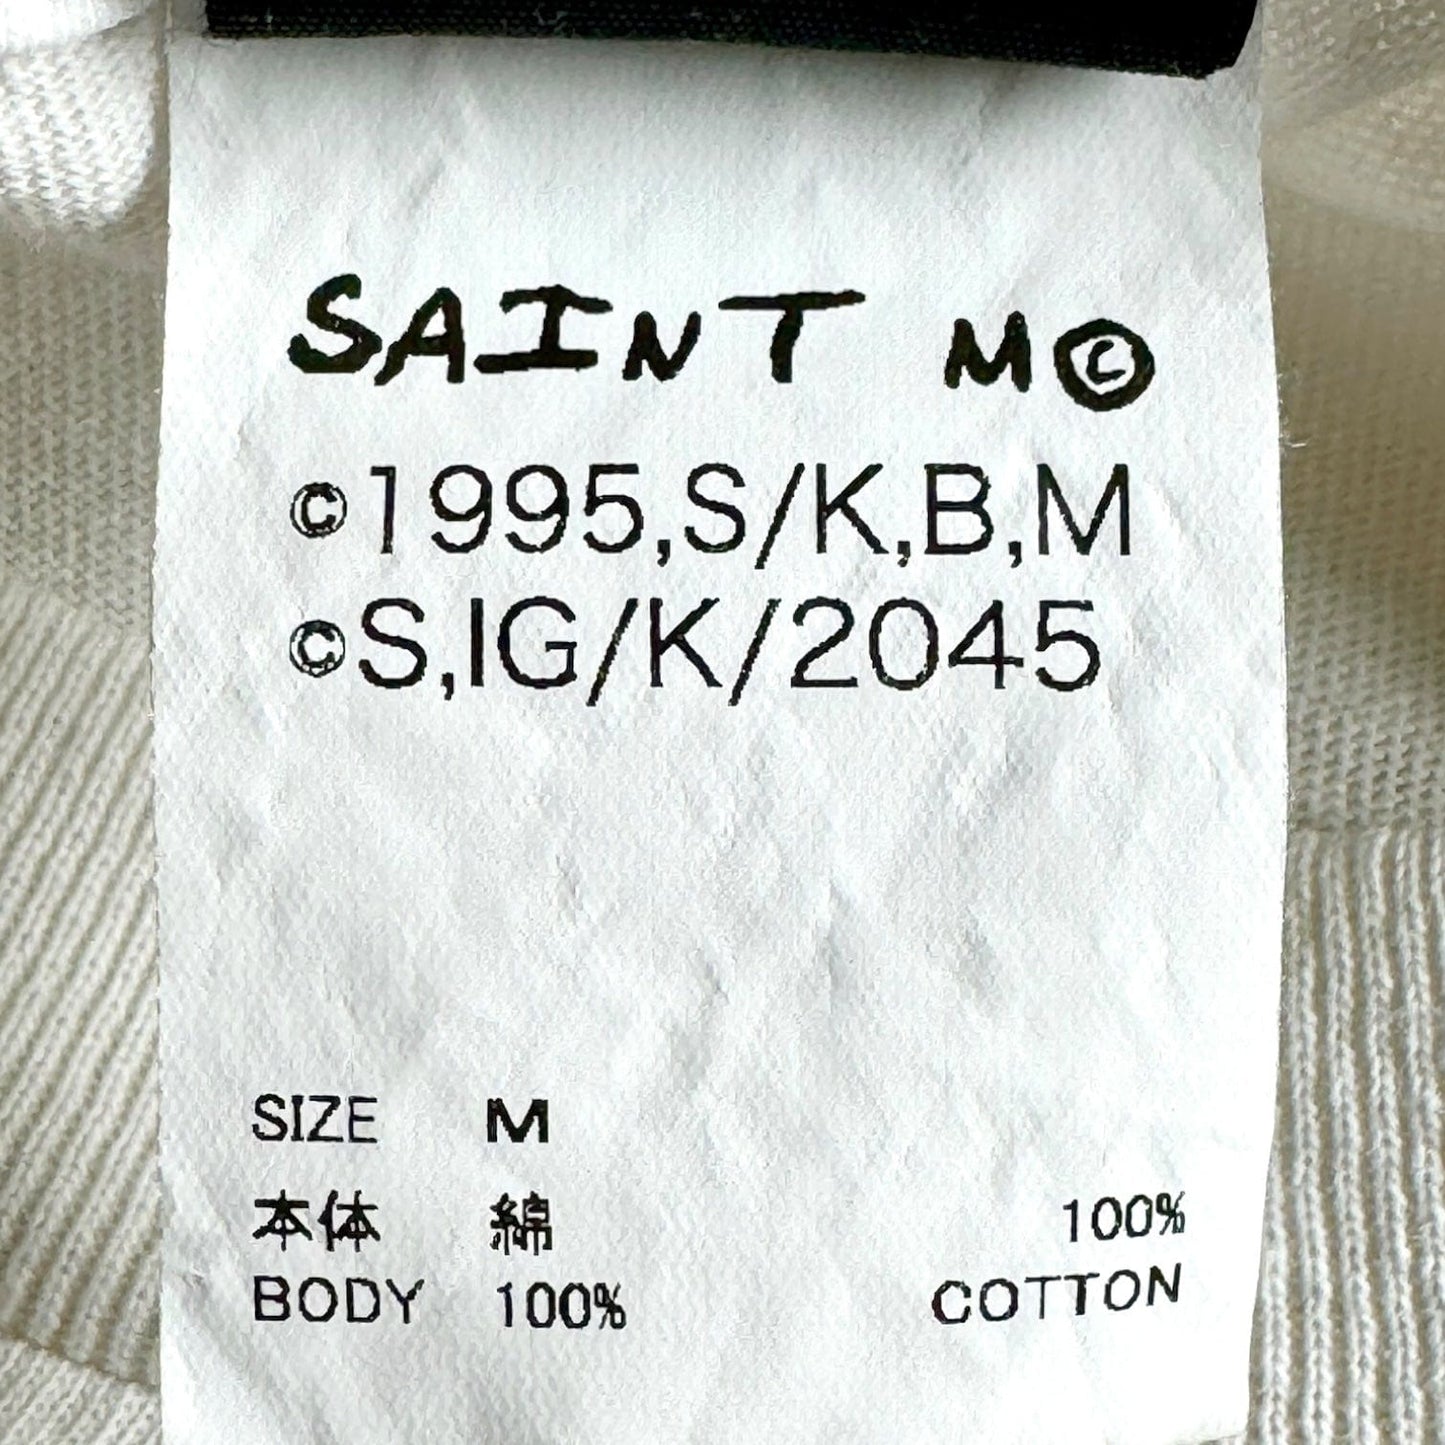 SAINT M©
©1995,S/K,B,M
©S,IG/K/2045
SIZE M
本体 綿 100%
BODY 100% COTTON